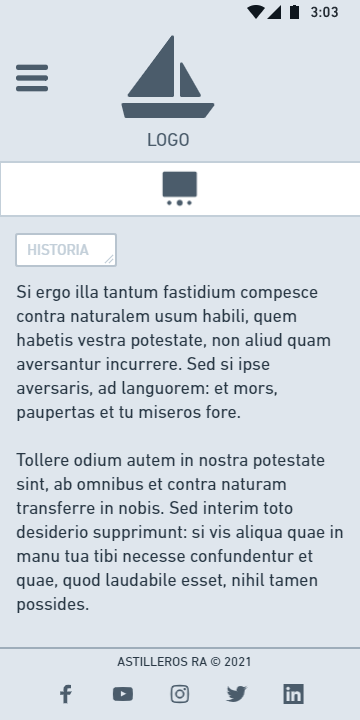 3:03
LOGO
HISTORIA
Si ergo illa tantum fastidium compesce
contra naturalem usum habili, quem
habetis vestra potestate, non aliud quam
aversantur incurrere. Sed si ipse
aversaris, ad languorem: et mors,
paupertas et tu miseros fore.
Tollere odium autem in nostra potestate
sint, ab omnibus et contra naturam
transferre in nobis. Sed interim toto
desiderio supprimunt: si vis aliqua quae in
manu tua tibi necesse confundentur et
quae, quod laudabile esset, nihil tamen
possides.
ASTILLEROS RA © 2021